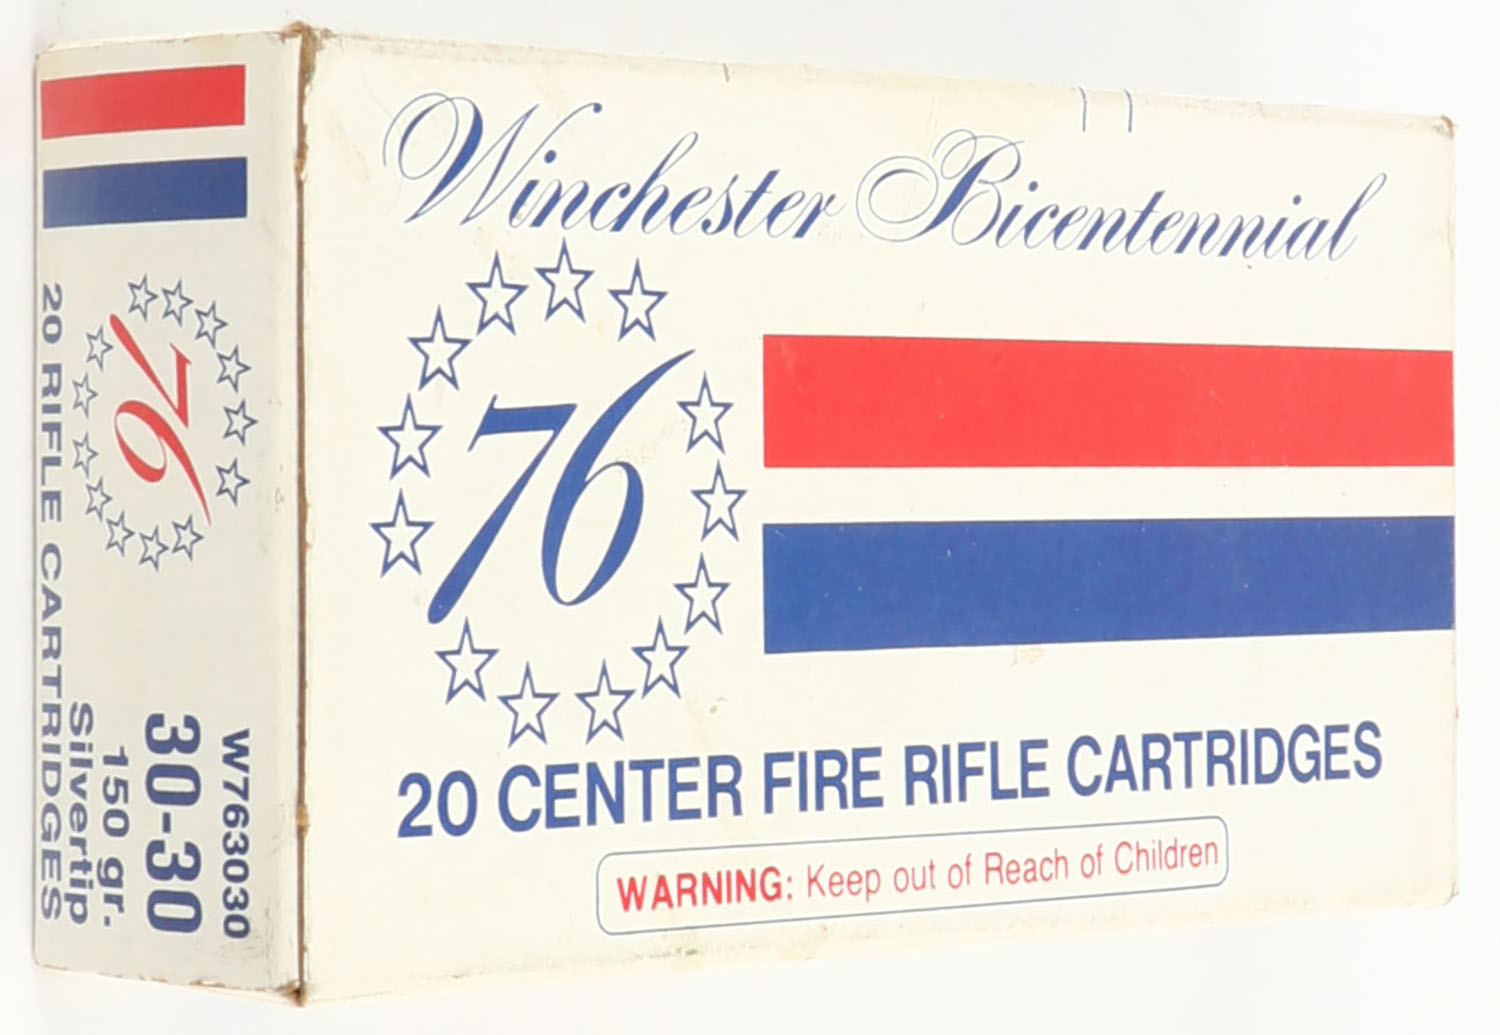 Winchester Bicentennial
76
20 CENTER FIRE RIFLE CARTRIDGES
WARNING: Keep out of Reach of Children
76
W763030
30-30
150 gr.
Silvertip
20 RIFLE CARTRIDGES